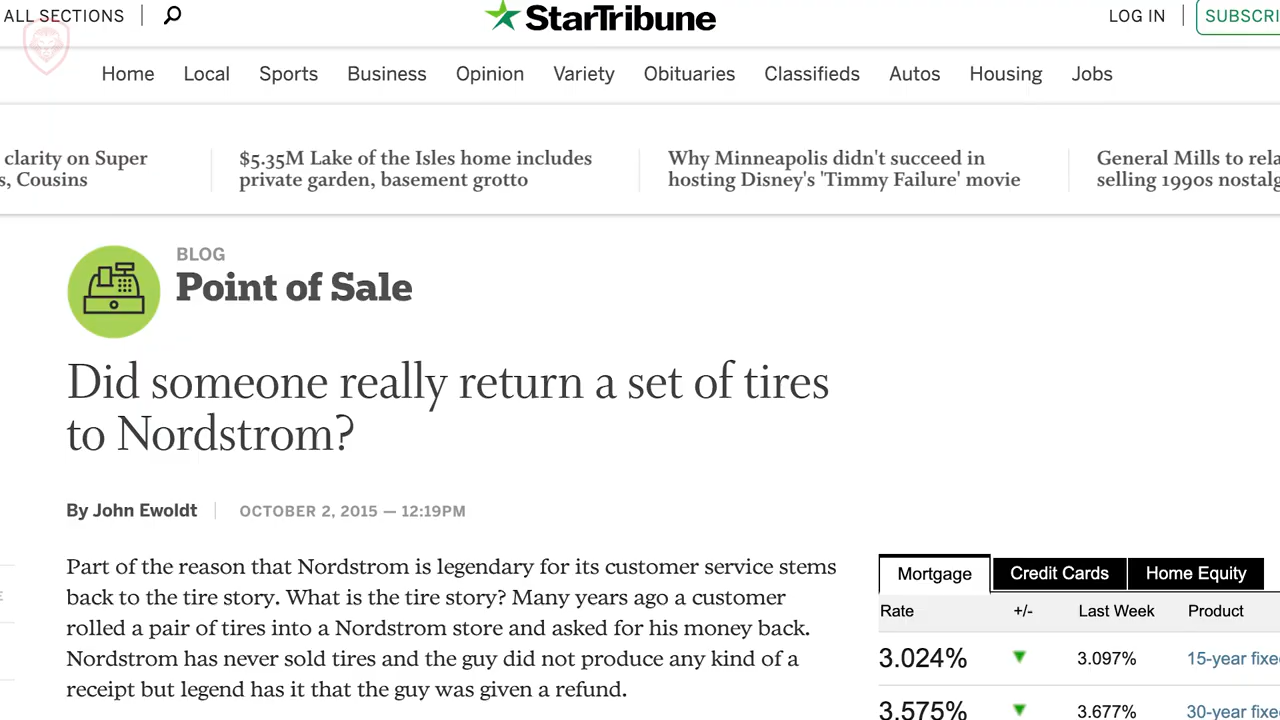 ALL SECTIONS
StarTribune
LOG IN
SUBSCRI
Home Local Sports Business Opinion Variety Obituaries Classifieds Autos Housing Jobs
clarity on Super
s, Cousins
$5.35M Lake of the Isles home includes
private garden, basement grotto
Why Minneapolis didn't succeed in
hosting Disney's 'Timmy Failure' movie
General Mills to rela
selling 1990s nostalg
BLOG
Point of Sale
Did someone really return a set of tires
to Nordstrom?
By John Ewoldt
OCTOBER 2, 2015 — 12:19PM
Part of the reason that Nordstrom is legendary for its customer service stems
back to the tire story. What is the tire story? Many years ago a customer
rolled a pair of tires into a Nordstrom store and asked for his money back.
Nordstrom has never sold tires and the guy did not produce any kind of a
receipt but legend has it that the guy was given a refund.
Mortgage Credit Cards Home Equity
Rate +/- Last Week Product
3.024% 3.097% 15-year fixe
3.575% 3.677% 30-year fixe